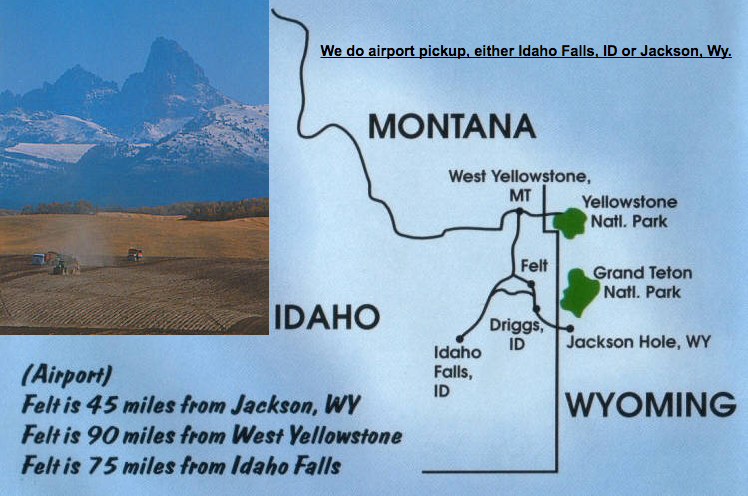 We do airport pickup, either Idaho Falls, ID or Jackson, Wy.
MONTANA
West Yellowstone,
MT
Yellowstone
Natl. Park
Felt
Grand Teton
Natl. Park
IDAHO
Driggs,
ID
Jackson Hole, WY
Idaho
Falls,
ID
WYOMING
(Airport)
Felt is 45 miles from Jackson, WY
Felt is 90 miles from West Yellowstone
Felt is 75 miles from Idaho Falls